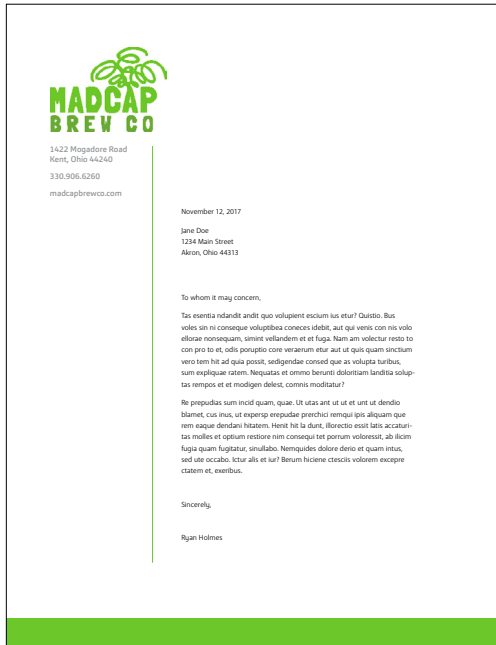 MADCAP
BREW CO
1422 Mogadore Road
Kent, Ohio 44240
330.906.6260
madcapbrewco.com
November 12, 2017
Jane Doe
1234 Main Street
Akron, Ohio 44313
To whom it may concern,
Tas esentia ndandit andit quo volupient escium ius etur? Quistio. Bus
voles sin ni conseque voluptibea coneces idebit, aut qui venis con nis volo
ellorae nonsequam, simint vellandem et et fuga. Nam am volectur resto to
con pro to et, odis poruptio core veraerum etur aut ut quis quam sinctium
vero tem hit ad quia possit, sedigendae consed que as volupta turibus,
sum expliquae ratem. Nequatas et ommo berunti doloritiam landitia solup-
tas rempos et et modigen delest, comnis moditatur?
Re prepudias sum incid quam, quae. Ut utas ant ut ut et unt ut dendio
blamet, cus inus, ut expersp erepudae prerchici remqui ipis aliquam que
rem eaque dendani hitatem. Henit hit la dunt, illorectio essit latis accaturi-
tas molles et optium restiore nim consequi tet porrum voloressit, ab ilicim
fugia quam fugitatur, sinullabo. Nemquides dolore derio et quam intus,
sed ute occabo. Ictur alis et iur? Berum hiciene ctesciis volorem excepre
ctatem et, exeribus.
Sincerely,
Ryan Holmes